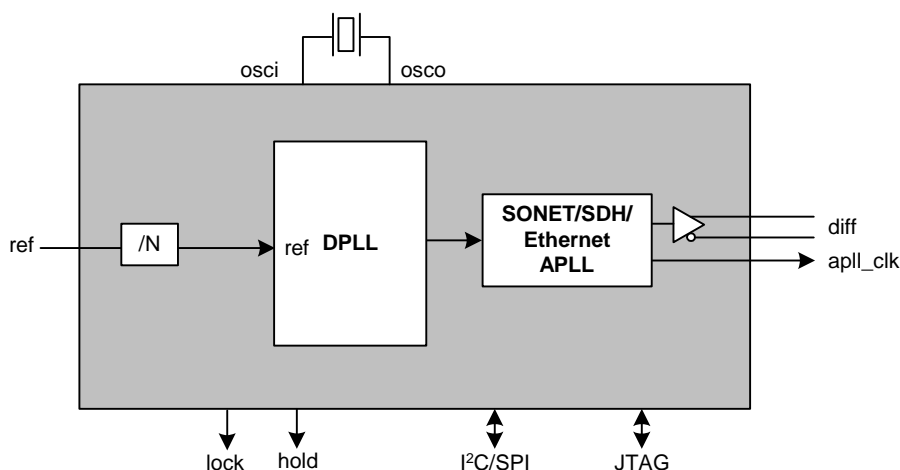 osci
osco
ref
/N
ref
DPLL
SONET/SDH/
Ethernet
APLL
diff
apll_clk
lock
hold
I²C/SPI
JTAG